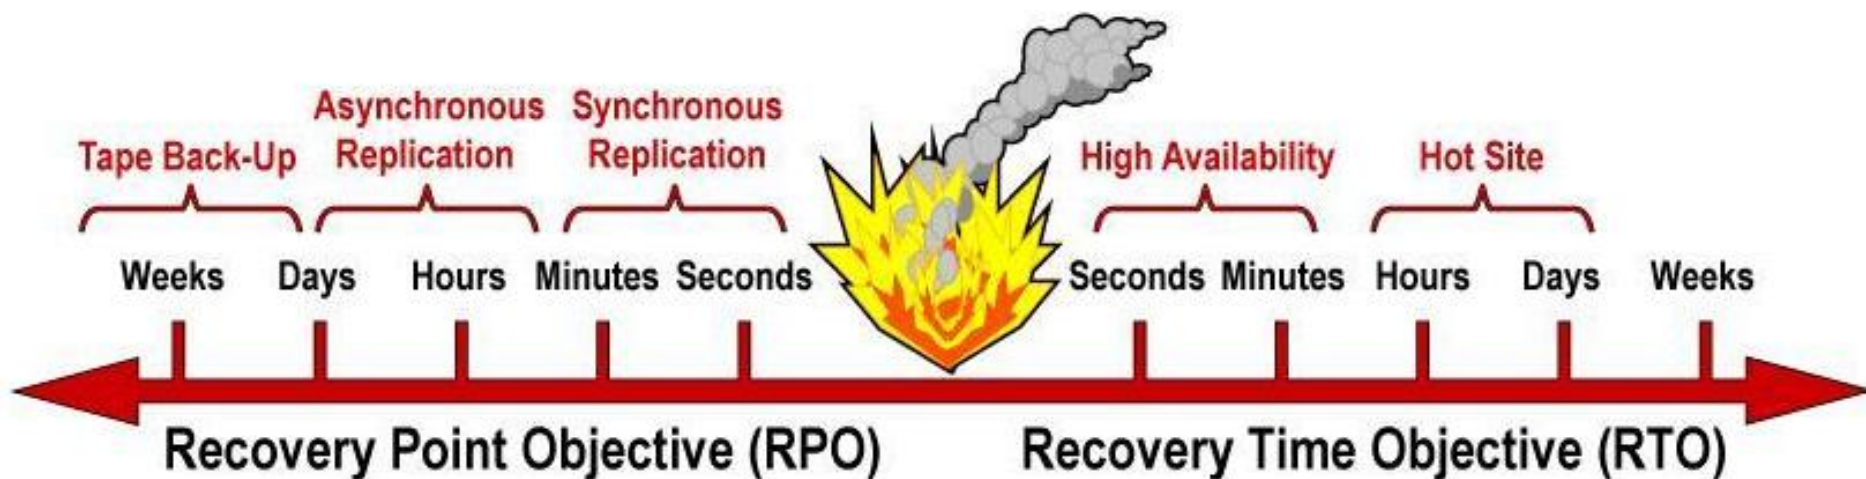 Asynchronous Synchronous
Tape Back-Up Replication Replication High Availability Hot Site
Weeks Days Hours Minutes Seconds Seconds Minutes Hours Days Weeks
Recovery Point Objective (RPO) Recovery Time Objective (RTO)